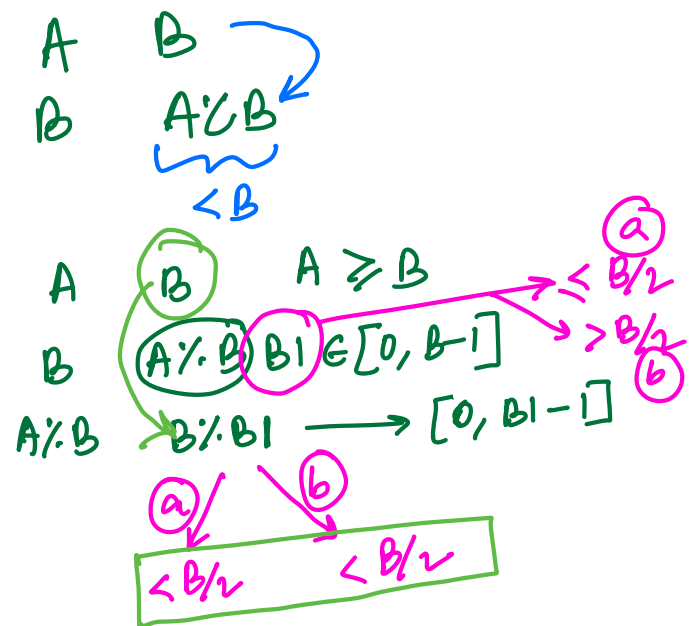 A B
B A%B
< B
a
A B A ≥ B < B/2
B A%B B1 ∈ [0, B-1] > B/2
b
A%B B%B1 → [0, B1-1]
a b
< B/2 < B/2